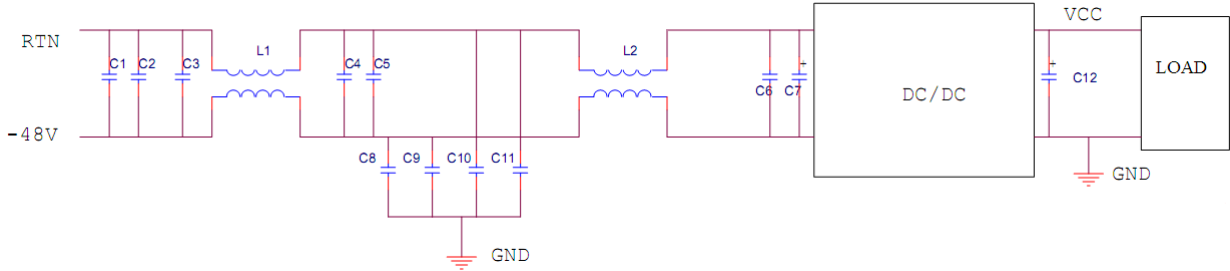 VCC
RTN
L1
L2
C1
C2
C3
C4
C5
C6
C7
+
DC/DC
+
C12
LOAD
-48V
C8
C9
C10
C11
GND
GND